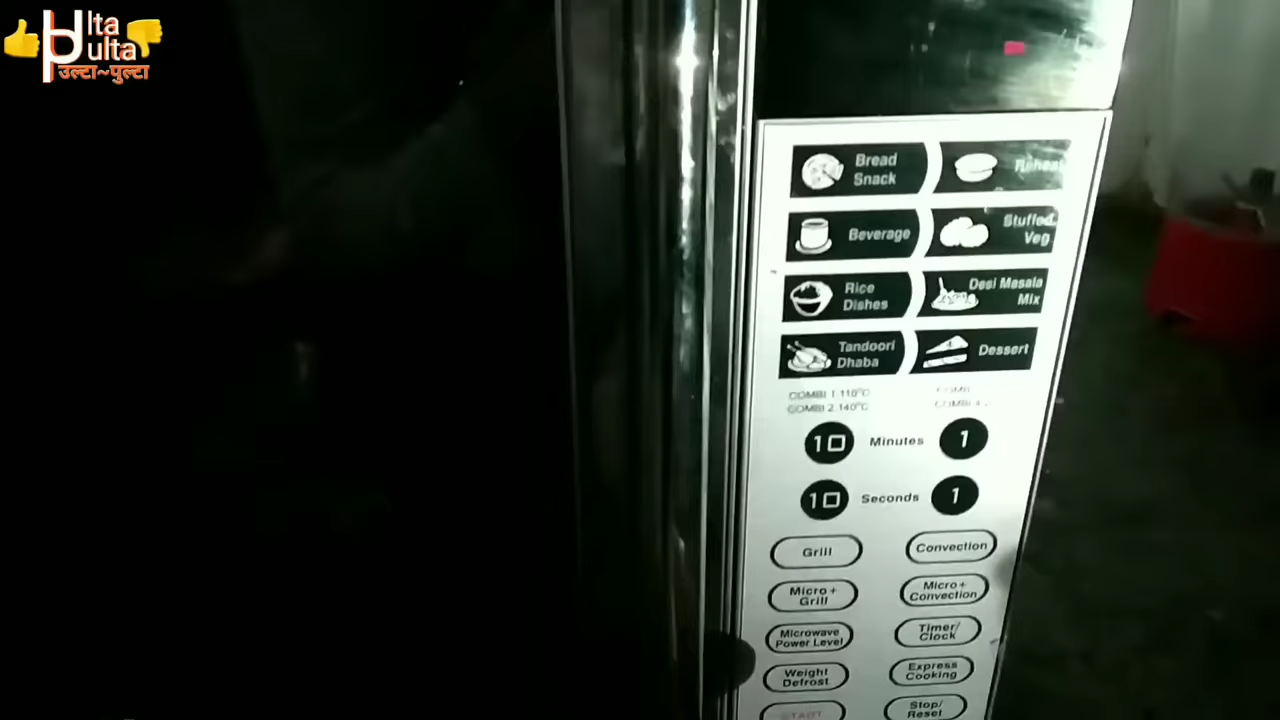 Ulta
Pulta
उल्टा~पुल्टा
Bread
Snack
Reheat
Beverage
Stuffed
Veg
Rice
Dishes
Desi Masala
Mix
Tandoori
Dhaba
Dessert
COMBI 1.110°C
COMBI 2.140°C
10 Minutes 1
10 Seconds 1
Grill
Convection
Micro+
Grill
Micro+
Convection
Microwave
Power Level
Timer/
Clock
Weight
Defrost
Express
Cooking
START
Stop/
Reset